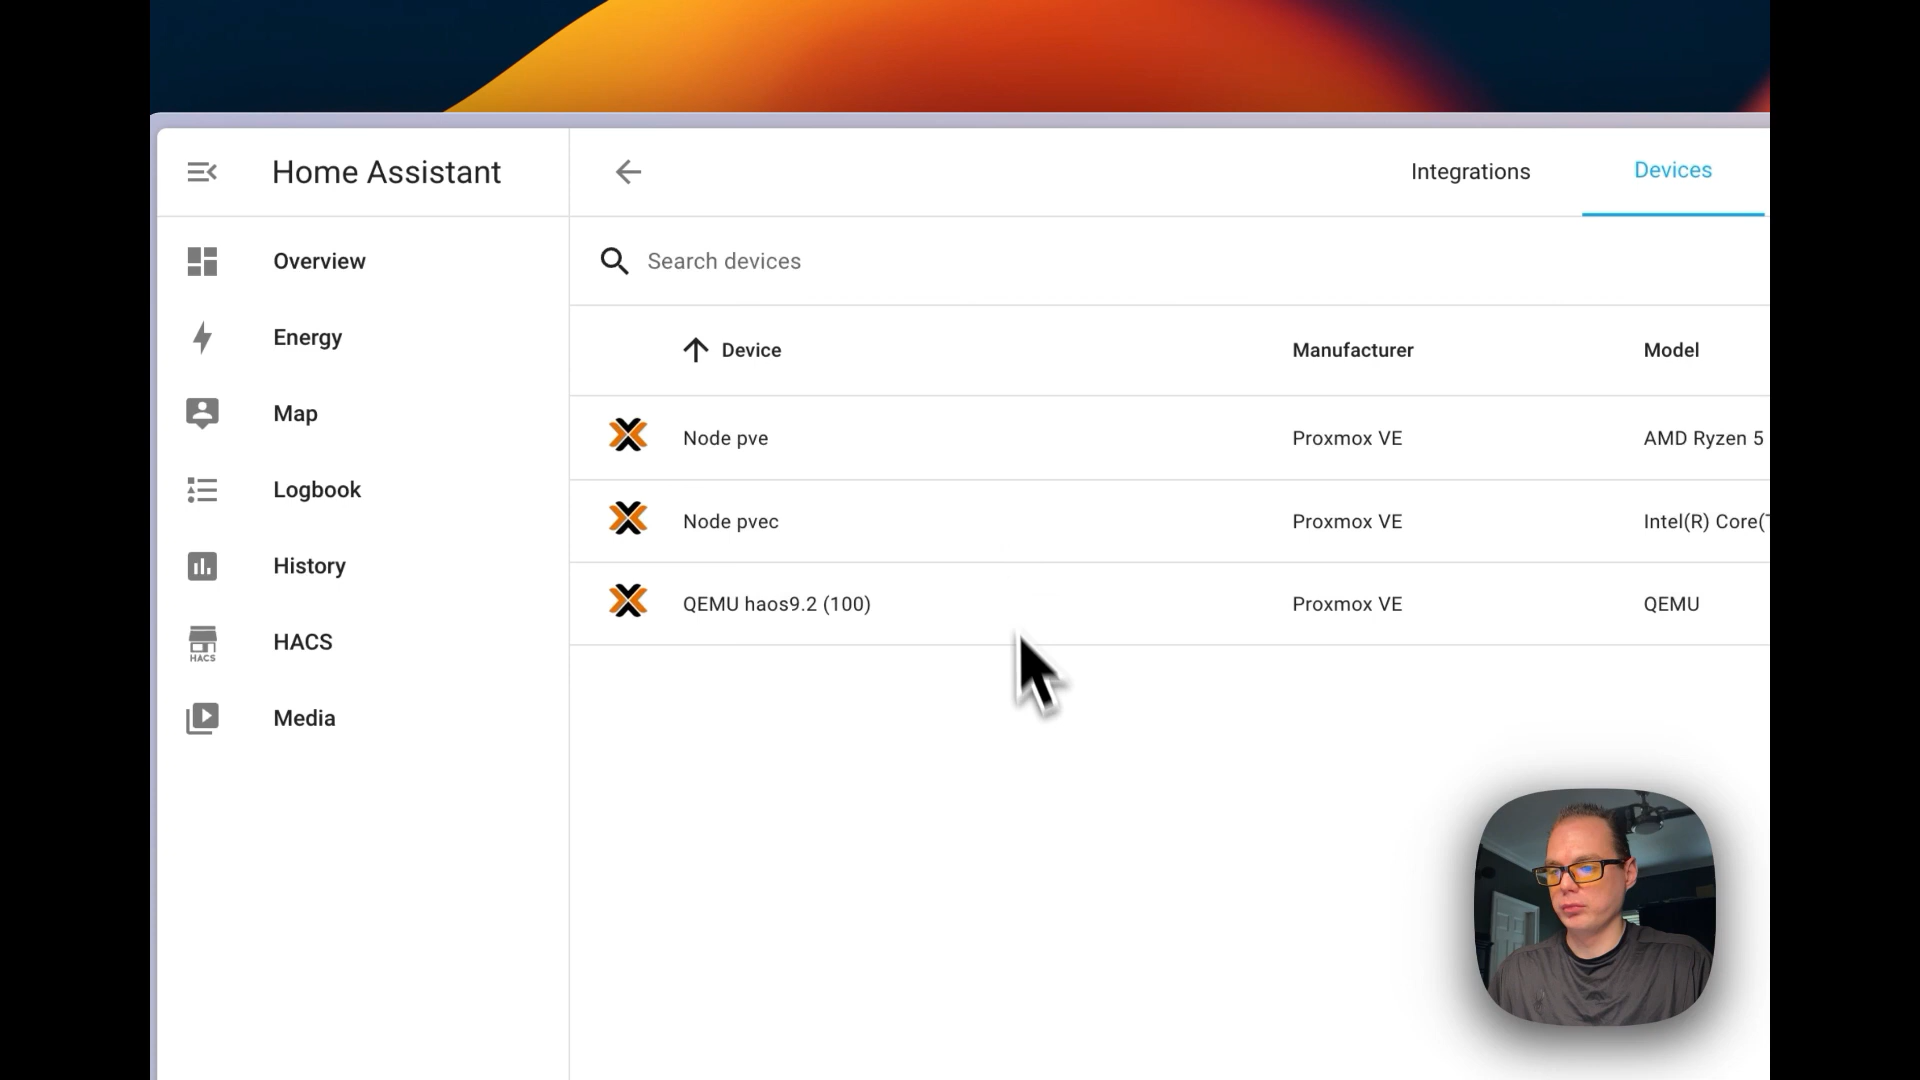 Home Assistant
Integrations
Devices
Overview
Energy
Map
Logbook
History
HACS
HACS
Media
Search devices
Device Manufacturer Model
Node pve Proxmox VE AMD Ryzen 5
Node pvec Proxmox VE Intel(R) Core(
QEMU haos9.2 (100) Proxmox VE QEMU